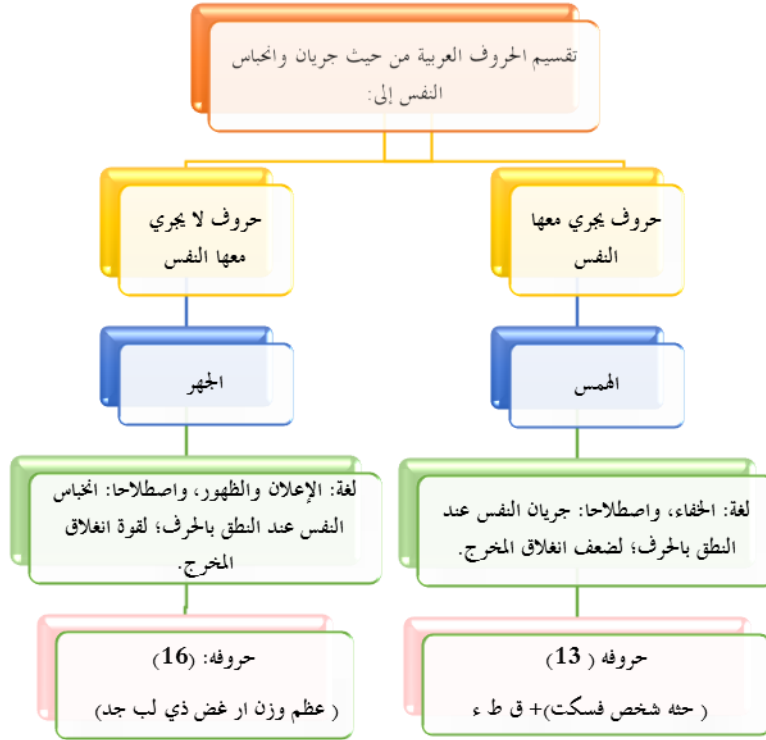 تقسيم الحروف العربية من حيث جريان وانحباس
النفس إلى:
حروف يجري معها
النفس
حروف لا يجري
معها النفس
الهمس
الجهر
لغة: الخفاء، واصطلاحا: جريان النفس عند
النطق بالحرف؛ لضعف انغلاق المخرج.
لغة: الإعلان والظهور، واصطلاحا: انحباس
النفس عند النطق بالحرف؛ لقوة انغلاق
المخرج.
حروفه ( 13)
( حثه شخص فسكت)+ ق ط ء
حروفه: (16)
( عظم وزن ار غض ذي لب جد)